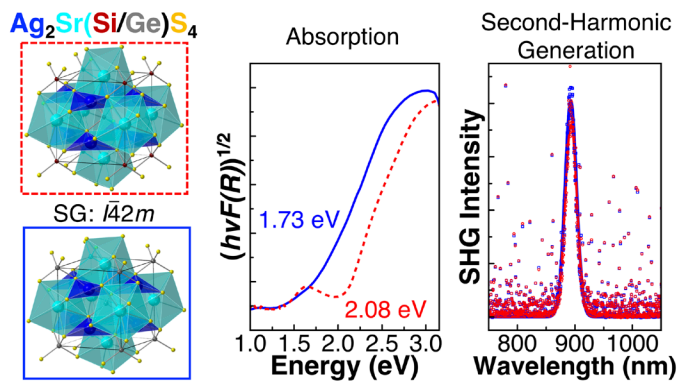 Ag₂Sr(Si/Ge)S₄
SG: I4̄2m
Absorption
(hvF(R))^1/2
1.73 eV
2.08 eV
1.0 1.5 2.0 2.5 3.0
Energy (eV)
Second-Harmonic
Generation
SHG Intensity
800 900 1000
Wavelength (nm)